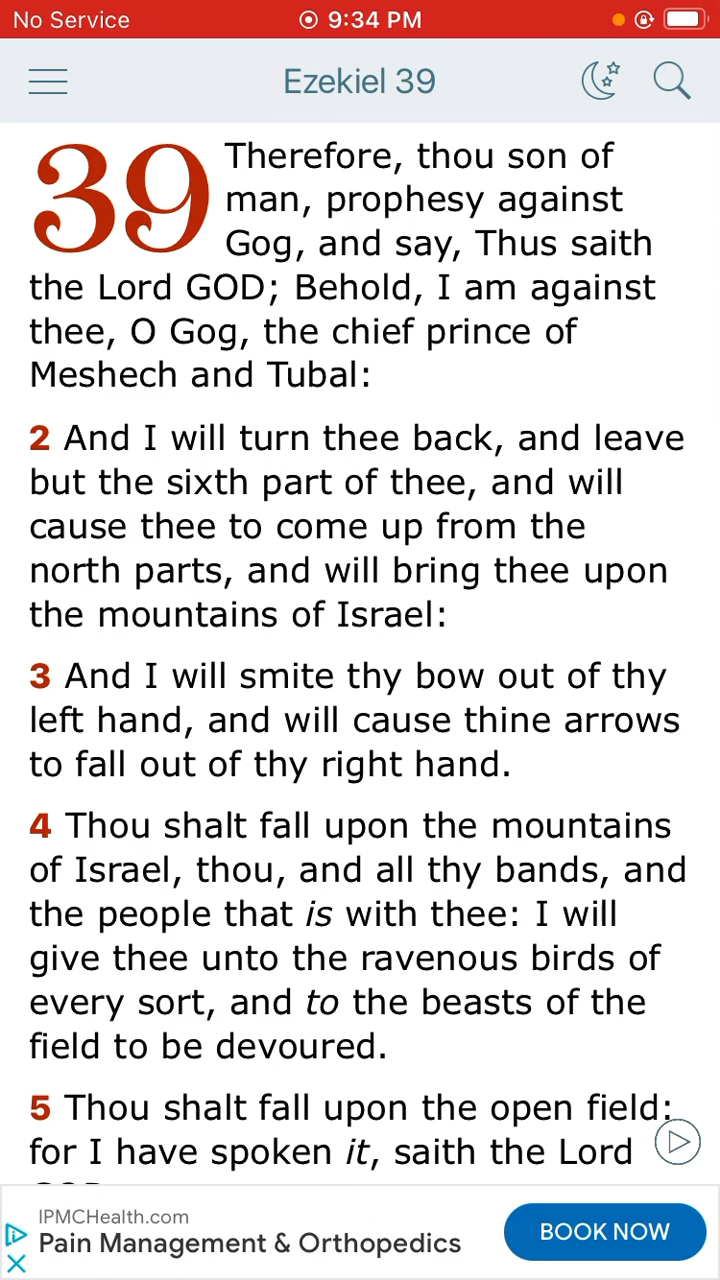 No Service 9:34 PM
Ezekiel 39
39 Therefore, thou son of
man, prophesy against
Gog, and say, Thus saith
the Lord GOD; Behold, I am against
thee, O Gog, the chief prince of
Meshech and Tubal:
2 And I will turn thee back, and leave
but the sixth part of thee, and will
cause thee to come up from the
north parts, and will bring thee upon
the mountains of Israel:
3 And I will smite thy bow out of thy
left hand, and will cause thine arrows
to fall out of thy right hand.
4 Thou shalt fall upon the mountains
of Israel, thou, and all thy bands, and
the people that is with thee: I will
give thee unto the ravenous birds of
every sort, and to the beasts of the
field to be devoured.
5 Thou shalt fall upon the open field:
for I have spoken it, saith the Lord
IPMCHealth.com
Pain Management & Orthopedics
BOOK NOW